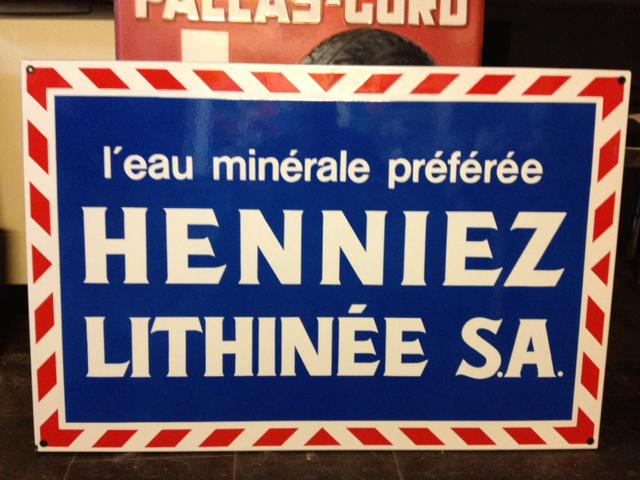 PALLAS-CORD
l'eau minérale préférée
HENNIEZ
LITHINÉE S.A.